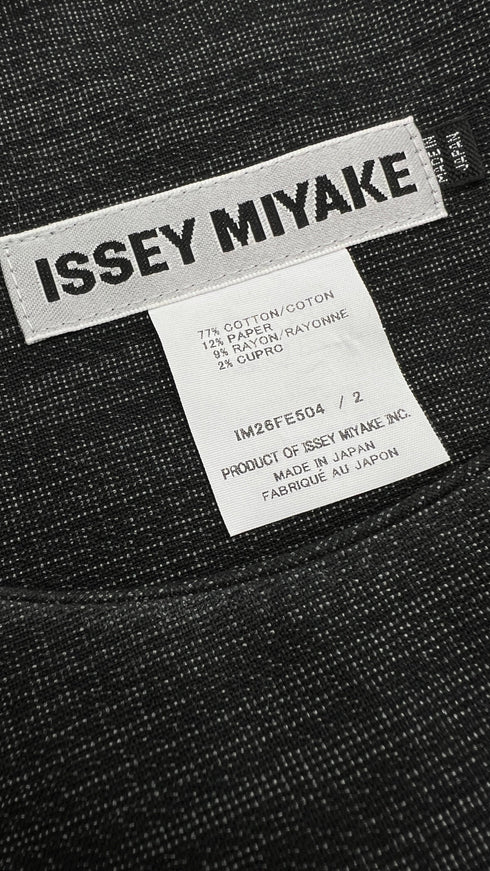 ISSEY MIYAKE
77% COTTON/COTON
12% PAPER
9% RAYON/RAYONNE
2% CUPRO
IM26FE504 / 2
PRODUCT OF ISSEY MIYAKE INC.
MADE IN JAPAN
FABRIQUÉ AU JAPON
MADE IN
JAPAN